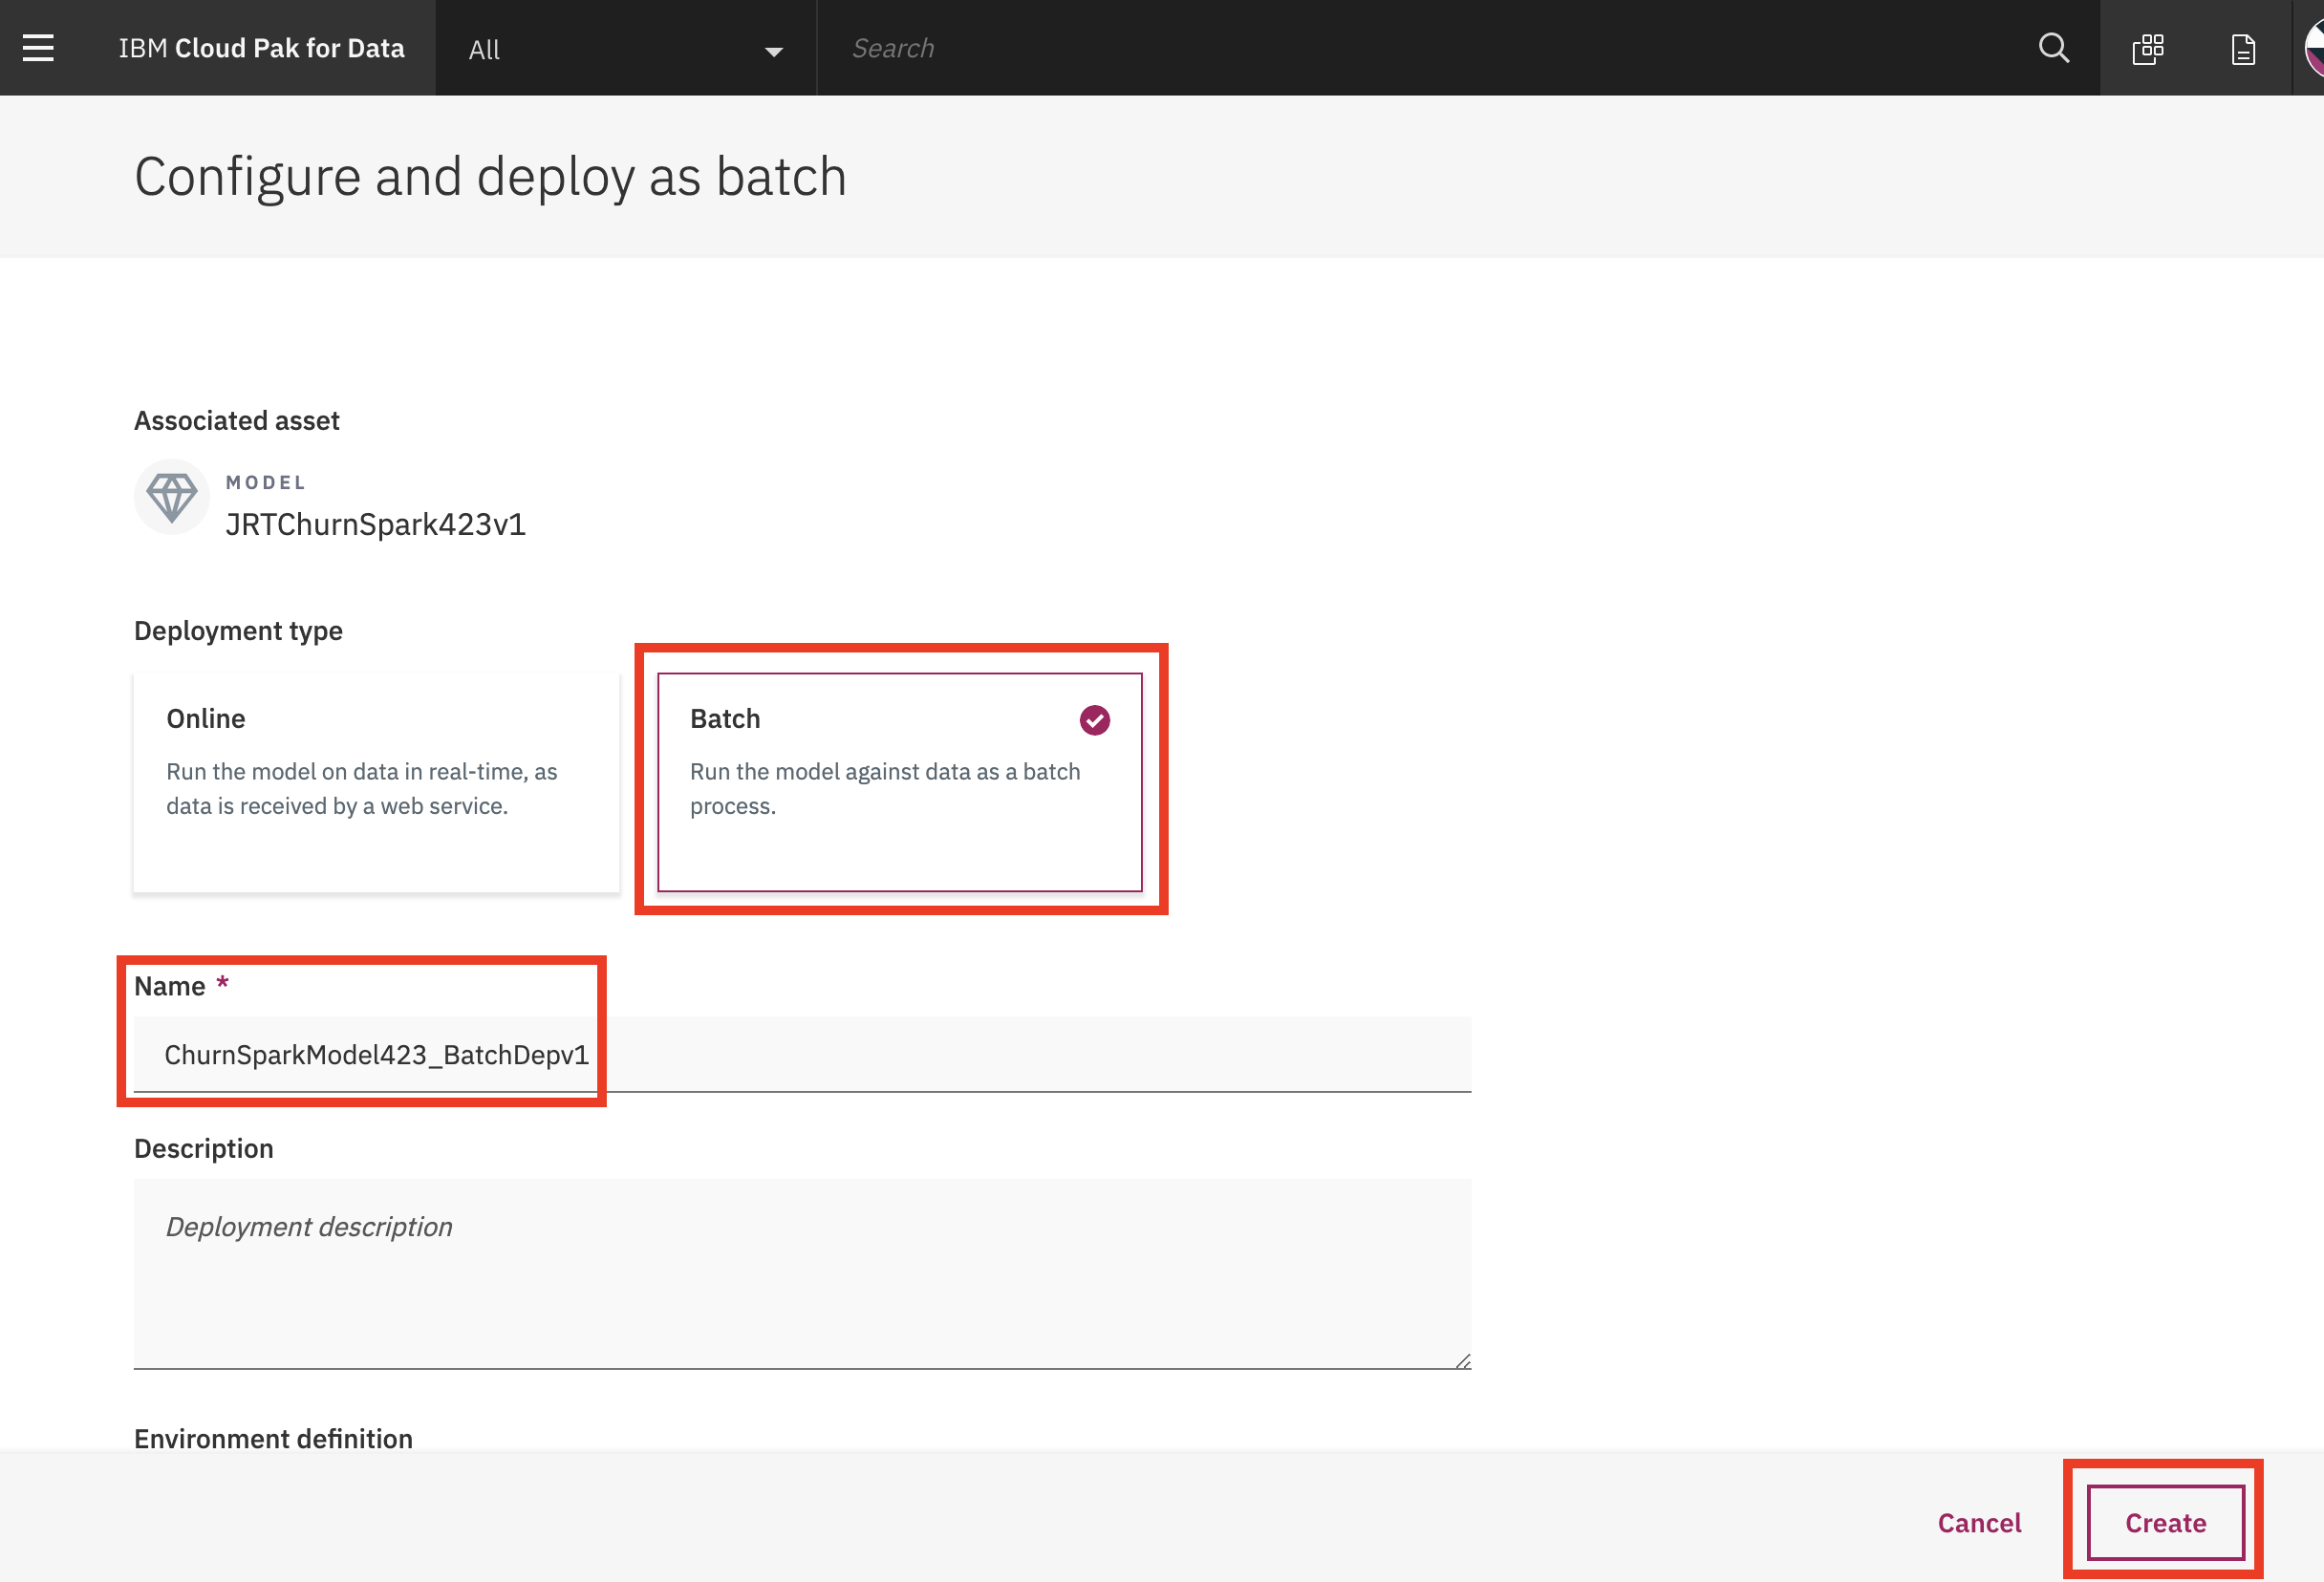 IBM Cloud Pak for Data
All
Search
Configure and deploy as batch
Associated asset
MODEL
JRTChurnSpark423v1
Deployment type
Online
Run the model on data in real-time, as
data is received by a web service.
Batch
Run the model against data as a batch
process.
Name *
ChurnSparkModel423_BatchDepv1
Description
Deployment description
Environment definition
Cancel
Create